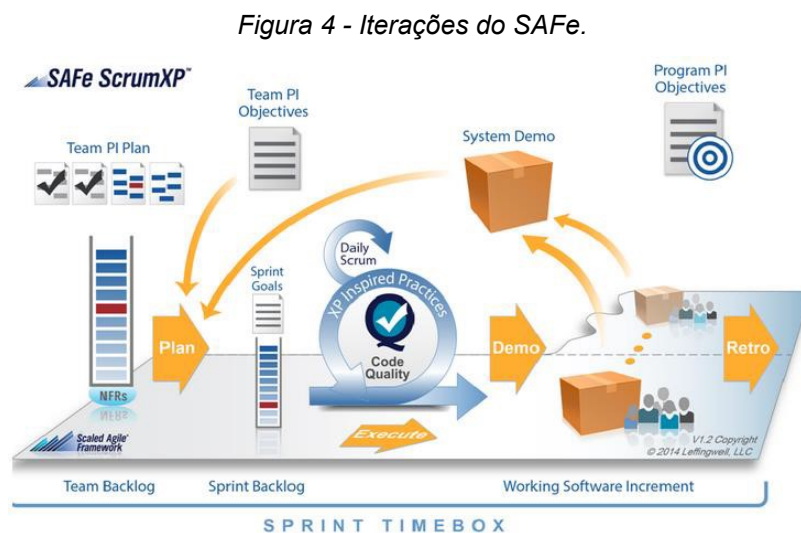 Figura 4 - Iterações do SAFe.
SAFe ScrumXP™
Team PI
Objectives
Program PI
Objectives
Team PI Plan
System Demo
Daily
Scrum
Sprint
Goals
XP Inspired Practices
Plan
Code
Quality
Demo
Retro
NFRs
Execute
Scaled Agile®
Framework
V1.2 Copyright
© 2014 Leffingwell, LLC
Team Backlog
Sprint Backlog
Working Software Increment
SPRINT TIMEBOX